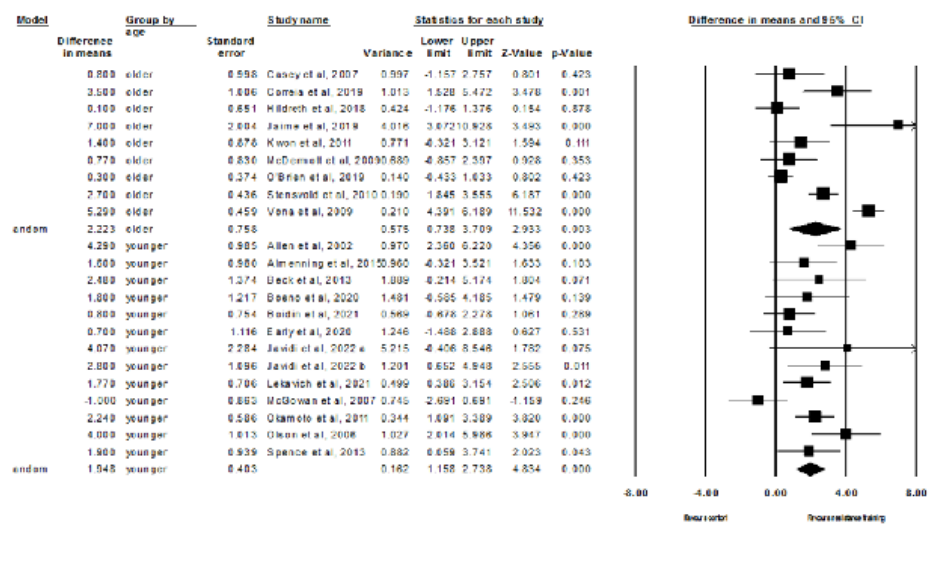 Model Group by age Study name Statistics for each study Difference in means and 95% CI
Difference in means Standard error Variance Lower limit Upper limit Z-Value p-Value
0.800 older 0.998 Casey et al, 2007 0.997 -1.157 2.757 0.801 0.423
3.500 older 1.006 Correia et al, 2019 1.013 1.528 5.472 3.478 0.001
0.100 older 0.651 Hildreth et al, 2018 0.424 -1.176 1.376 0.154 0.878
7.000 older 2.004 Jaime et al, 2019 4.016 3.072 10.928 3.493 0.000
1.400 older 0.878 Kwon et al, 2011 0.771 -0.321 3.121 1.594 0.111
0.770 older 0.830 McDermott et al, 2009 0.689 -0.857 2.397 0.928 0.353
0.300 older 0.374 O'Brien et al, 2019 0.140 -0.433 1.033 0.802 0.423
2.700 older 0.436 Stensvold et al, 2010 0.190 1.845 3.555 6.187 0.000
5.290 older 0.459 Vona et al, 2009 0.210 4.391 6.189 11.532 0.000
andom 2.223 older 0.758 0.575 0.738 3.709 2.933 0.003
4.290 younger 0.985 Allen et al, 2002 0.970 2.360 6.220 4.356 0.000
1.600 younger 0.980 Almenning et al, 2015 0.960 -0.321 3.521 1.633 0.103
2.480 younger 1.374 Beck et al, 2013 1.889 -0.214 5.174 1.804 0.071
1.800 younger 1.217 Boeno et al, 2020 1.481 -0.585 4.185 1.479 0.139
0.800 younger 0.754 Boidin et al, 2021 0.569 -0.678 2.278 1.061 0.289
0.700 younger 1.116 Early et al, 2020 1.246 -1.488 2.888 0.627 0.531
4.070 younger 2.284 Javidi et al, 2022 a 5.215 -0.406 8.546 1.782 0.075
2.800 younger 1.096 Javidi et al, 2022 b 1.201 0.652 4.948 2.555 0.011
1.770 younger 0.706 Lekavich et al, 2021 0.499 0.386 3.154 2.506 0.012
-1.000 younger 0.863 McGowan et al, 2007 0.745 -2.691 0.691 -1.159 0.246
2.240 younger 0.586 Okamoto et al, 2011 0.344 1.091 3.389 3.820 0.000
4.000 younger 1.013 Olson et al, 2006 1.027 2.014 5.986 3.947 0.000
1.900 younger 0.939 Spence et al, 2013 0.882 0.059 3.741 2.023 0.043
andom 1.948 younger 0.403 0.162 1.158 2.738 4.834 0.000
-8.00 -4.00 0.00 4.00 8.00
Favours control Favours resistance training